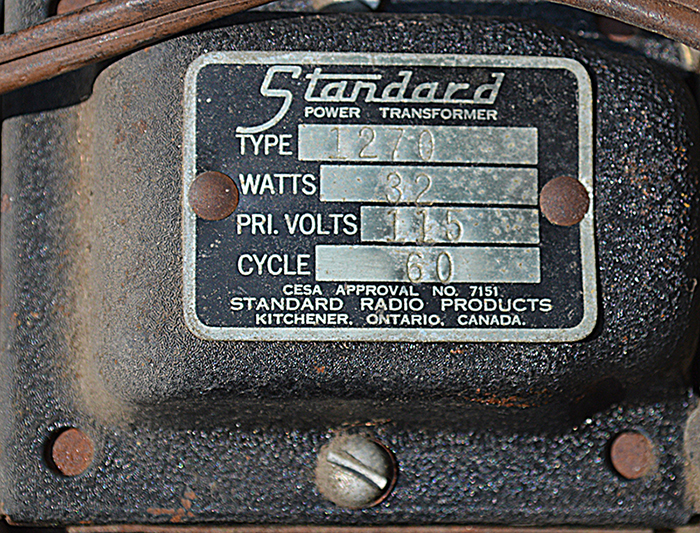 Standard
POWER TRANSFORMER
TYPE 1270
WATTS 32
PRI. VOLTS 115
CYCLE 60
CESA APPROVAL NO. 7151
STANDARD RADIO PRODUCTS
KITCHENER, ONTARIO, CANADA.